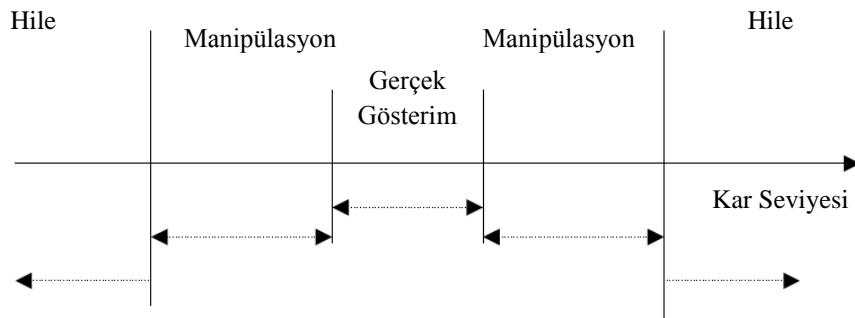 Hile
Manipülasyon
Gerçek
Gösterim
Manipülasyon
Hile
Kar Seviyesi